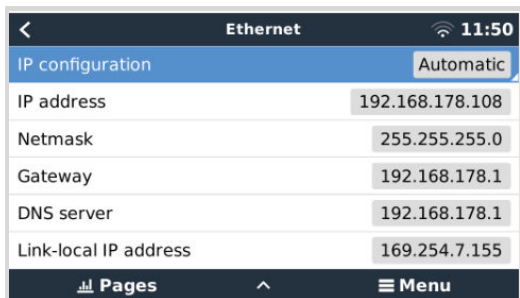 Ethernet 11:50
IP configuration Automatic
IP address 192.168.178.108
Netmask 255.255.255.0
Gateway 192.168.178.1
DNS server 192.168.178.1
Link-local IP address 169.254.7.155
Pages Menu